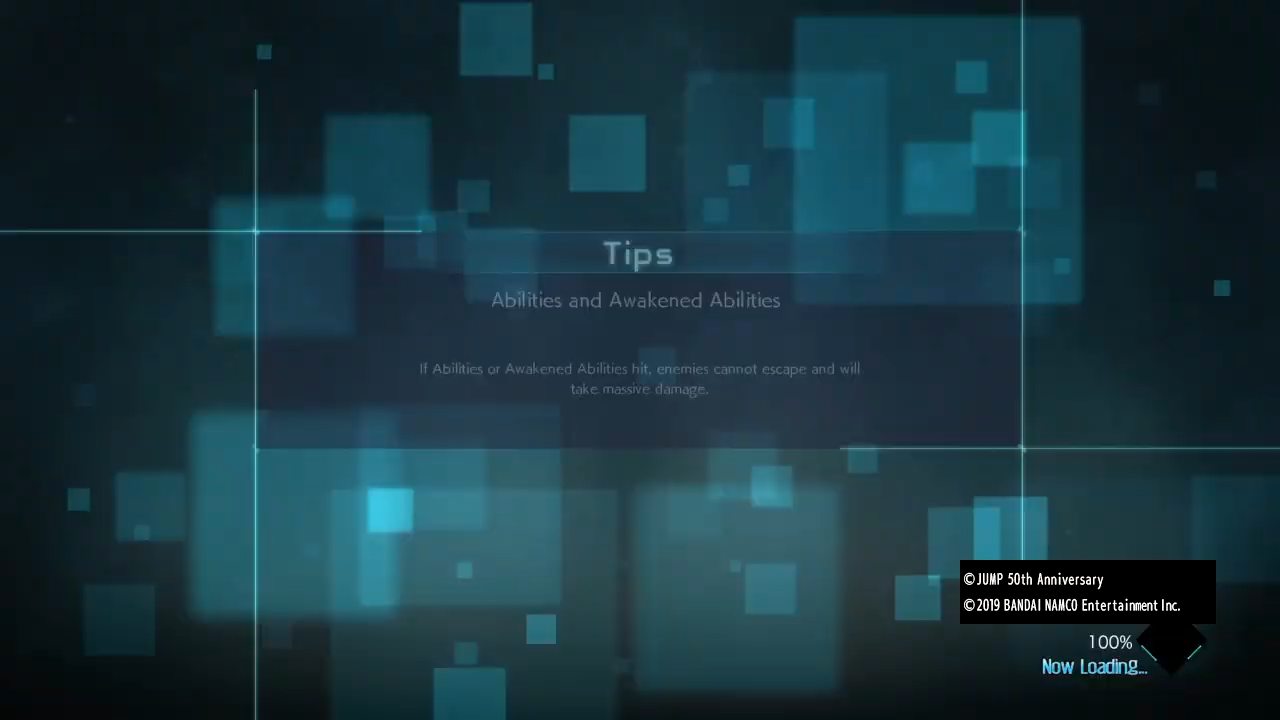 Tips
Abilities and Awakened Abilities
If Abilities or Awakened Abilities hit, enemies cannot escape and will
take massive damage.
©JUMP 50th Anniversary
©2019 BANDAI NAMCO Entertainment Inc.
100%
Now Loading...